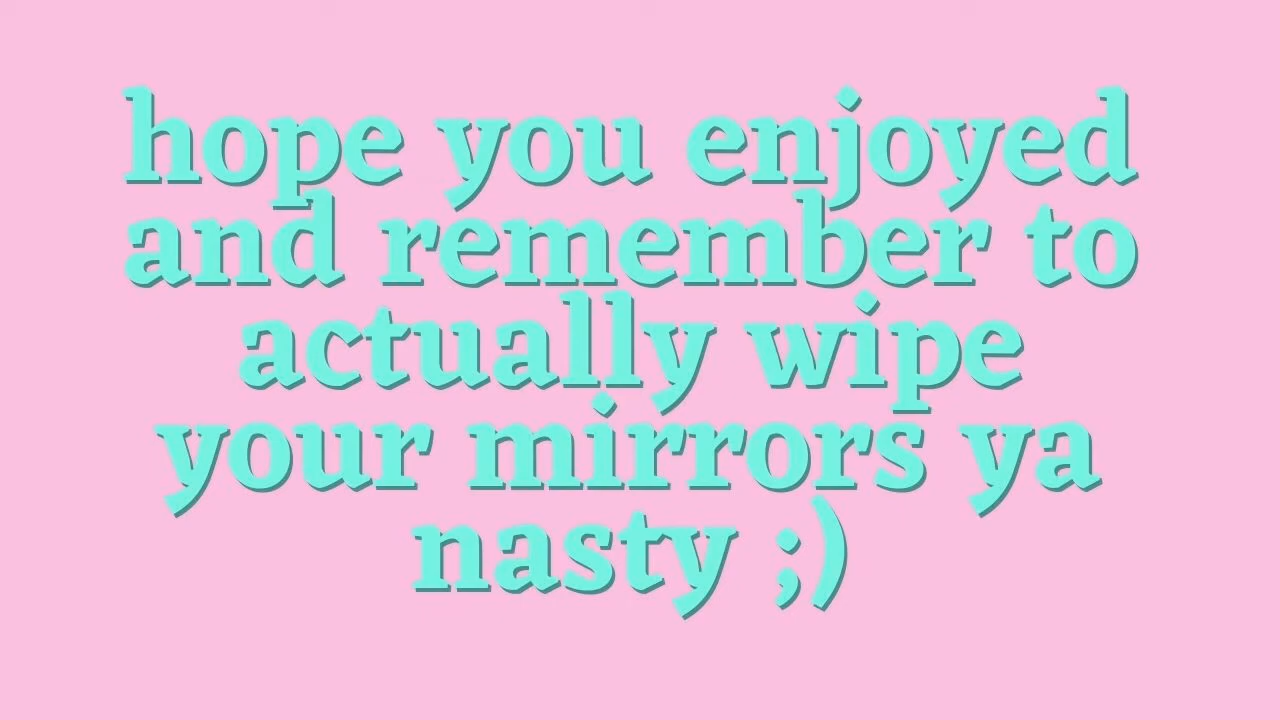 hope you enjoyed
and remember to
actually wipe
your mirrors ya
nasty ;)